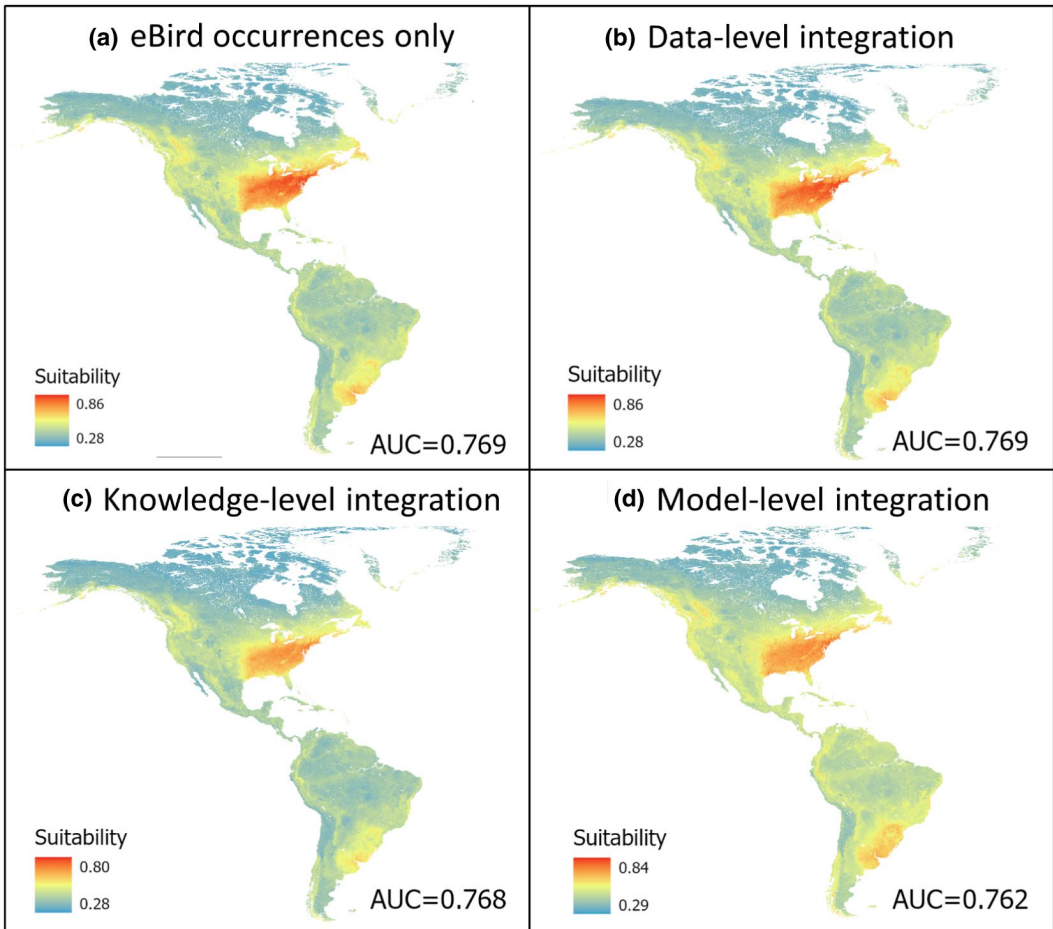 (a) eBird occurrences only
Suitability
0.86
0.28
AUC=0.769
(b) Data-level integration
Suitability
0.86
0.28
AUC=0.769
(c) Knowledge-level integration
Suitability
0.80
0.28
AUC=0.768
(d) Model-level integration
Suitability
0.84
0.29
AUC=0.762